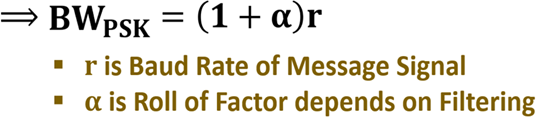 ⟹ BW_PSK = (1 + α)r
▪ r is Baud Rate of Message Signal
▪ α is Roll of Factor depends on Filtering